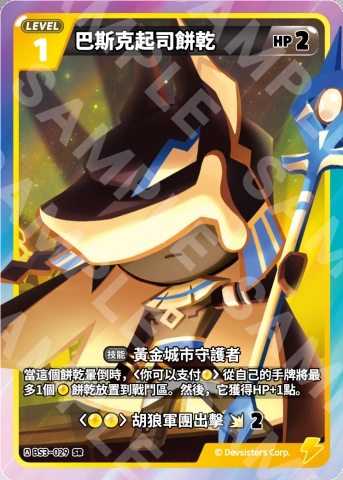 LEVEL
1
巴斯克起司餅乾
HP 2
SAMPLE SAMPLE SAMPLE
技能 黃金城市守護者
當這個餅乾暈倒時,〈你可以支付〉從自己的手牌將最
多1個 餅乾放置到戰鬥區。然後,它獲得HP+1點。
〈〉胡狼軍團出擊 2
A BS3-029 SR
© Devsisters Corp.